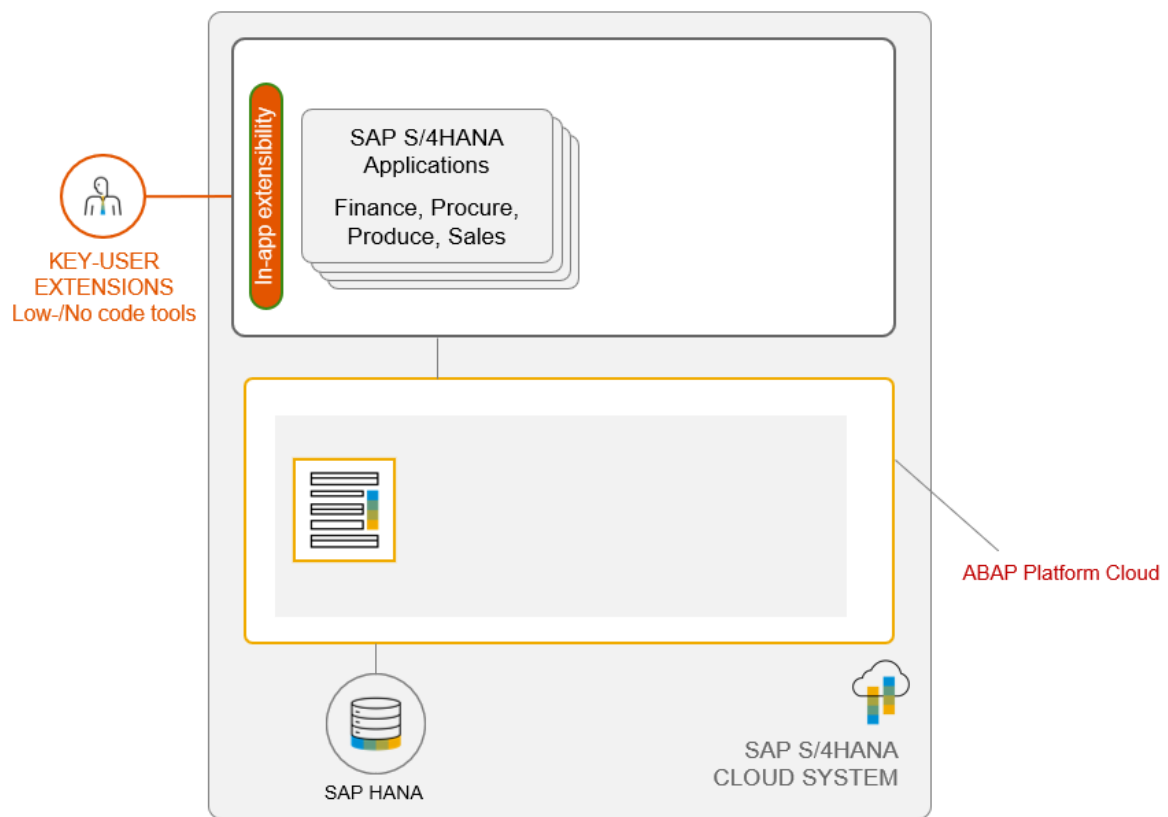 In-app extensibility
SAP S/4HANA
Applications
Finance, Procure,
Produce, Sales
KEY-USER
EXTENSIONS
Low-/No code tools
ABAP Platform Cloud
SAP S/4HANA
CLOUD SYSTEM
SAP HANA